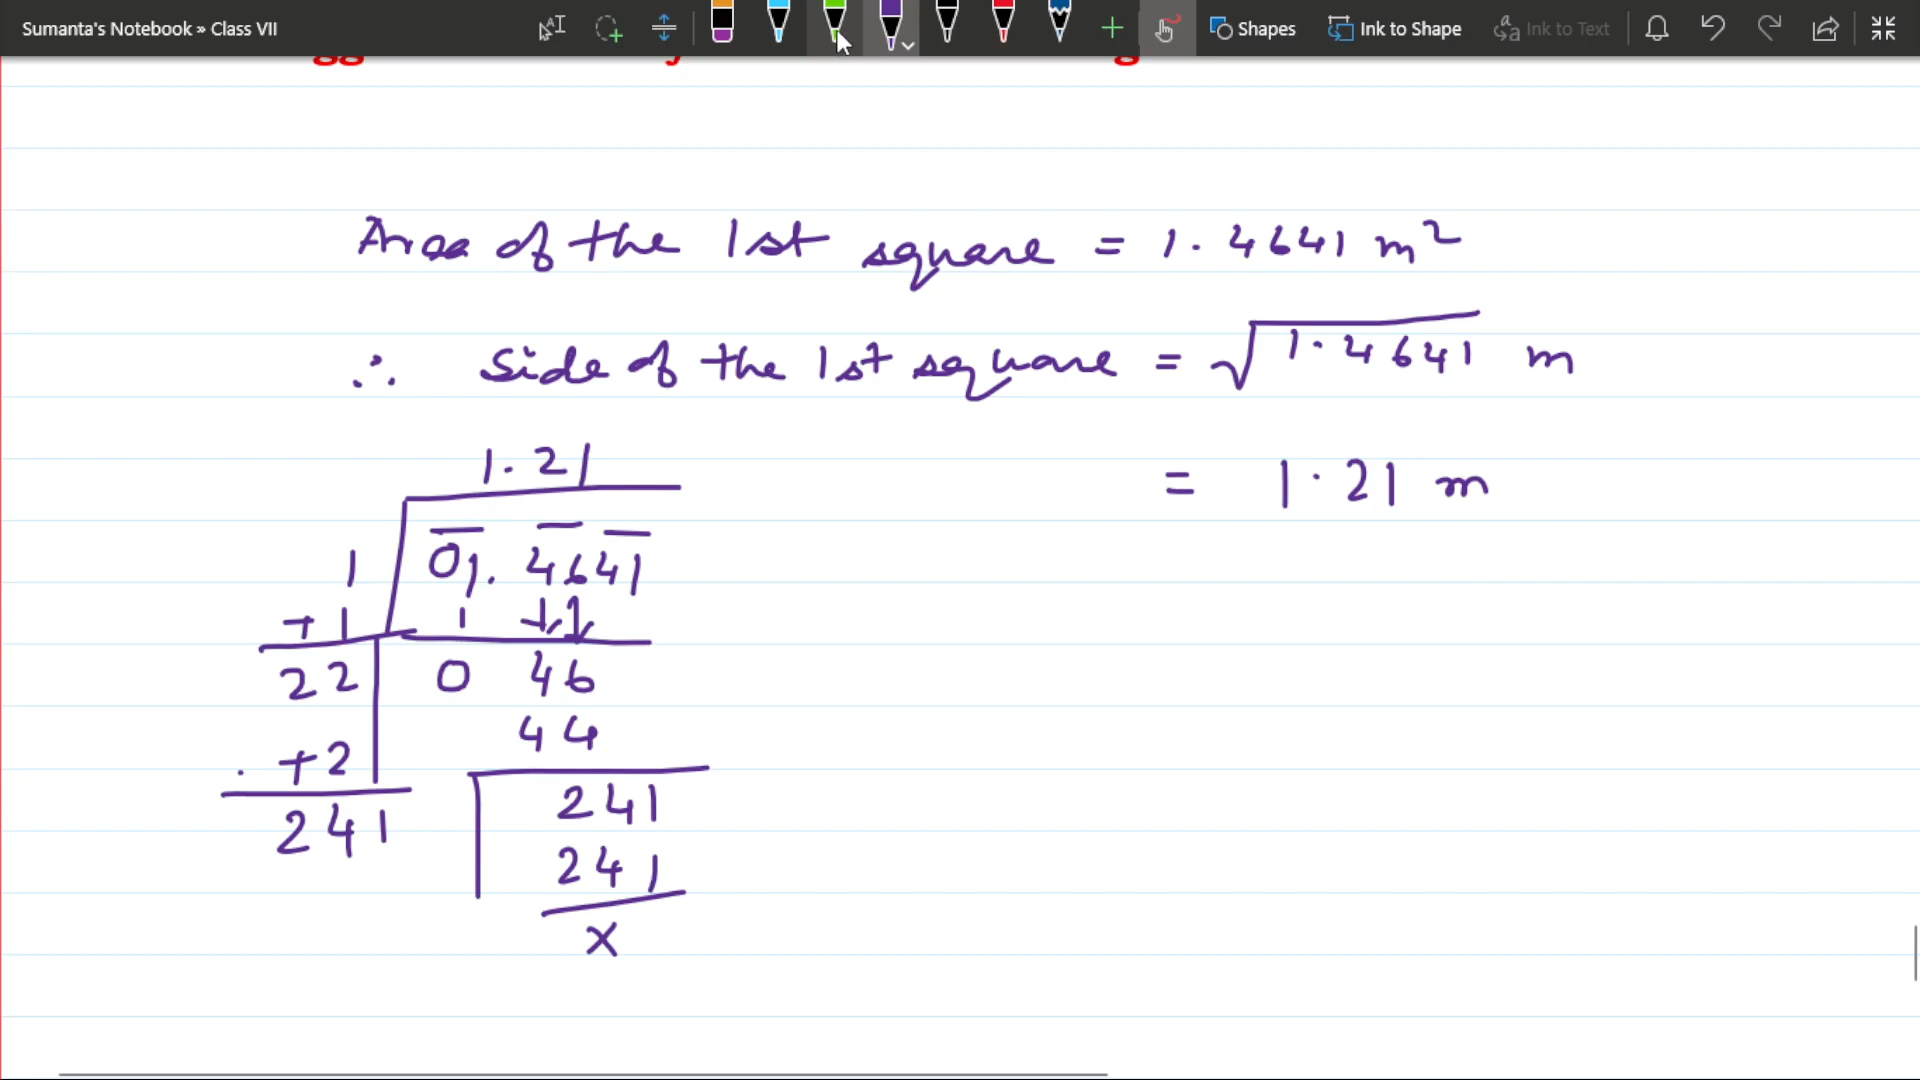 Sumanta's Notebook » Class VII
Shapes
Ink to Shape
Ink to Text
Area of the 1st square = 1.4641 m²
∴ Side of the 1st square = √1.4641 m
= 1.21 m
1.21
1 01.4641
+1 1
22 0 46
44
+2
241 241
241
x